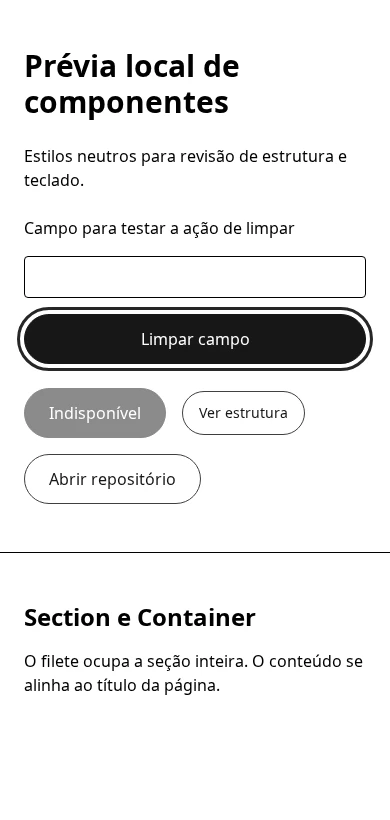 Prévia local de
componentes
Estilos neutros para revisão de estrutura e
teclado.
Campo para testar a ação de limpar
Limpar campo
Indisponível
Ver estrutura
Abrir repositório
Section e Container
O filete ocupa a seção inteira. O conteúdo se
alinha ao título da página.